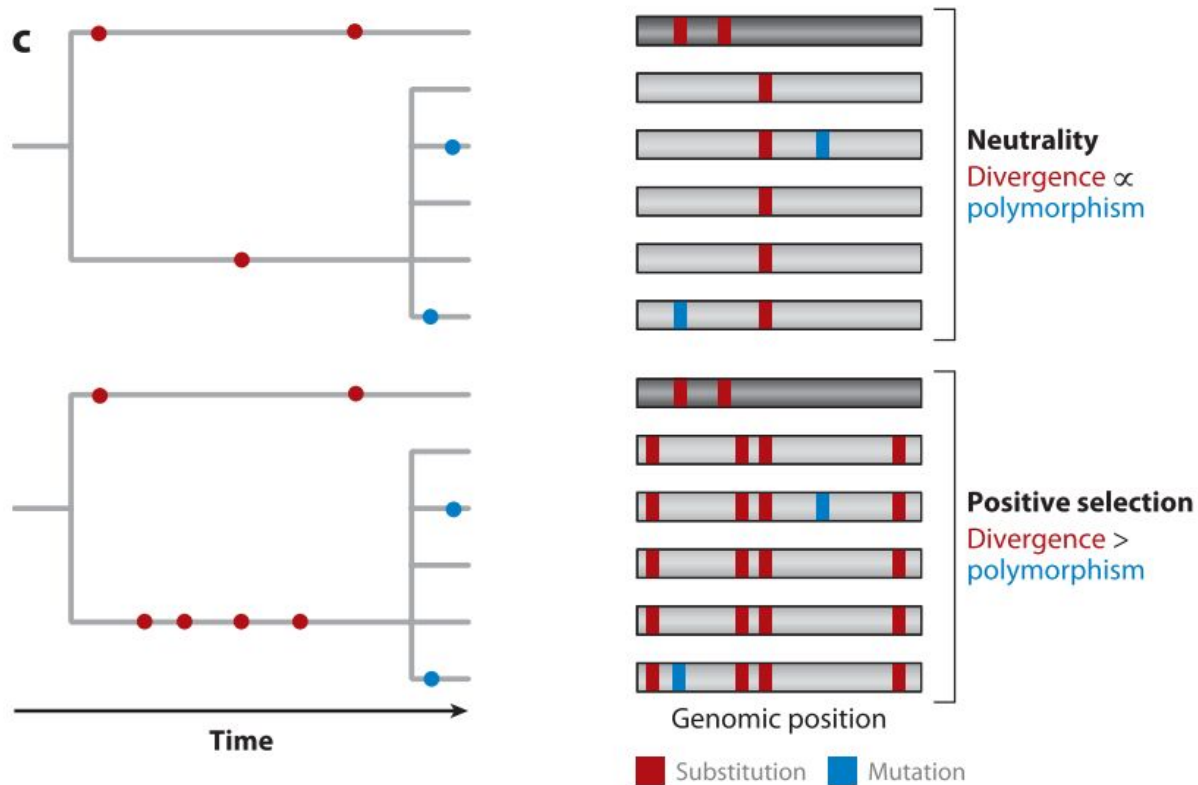 c
Neutrality
Divergence ∝
polymorphism
Positive selection
Divergence >
polymorphism
Time
Genomic position
Substitution
Mutation